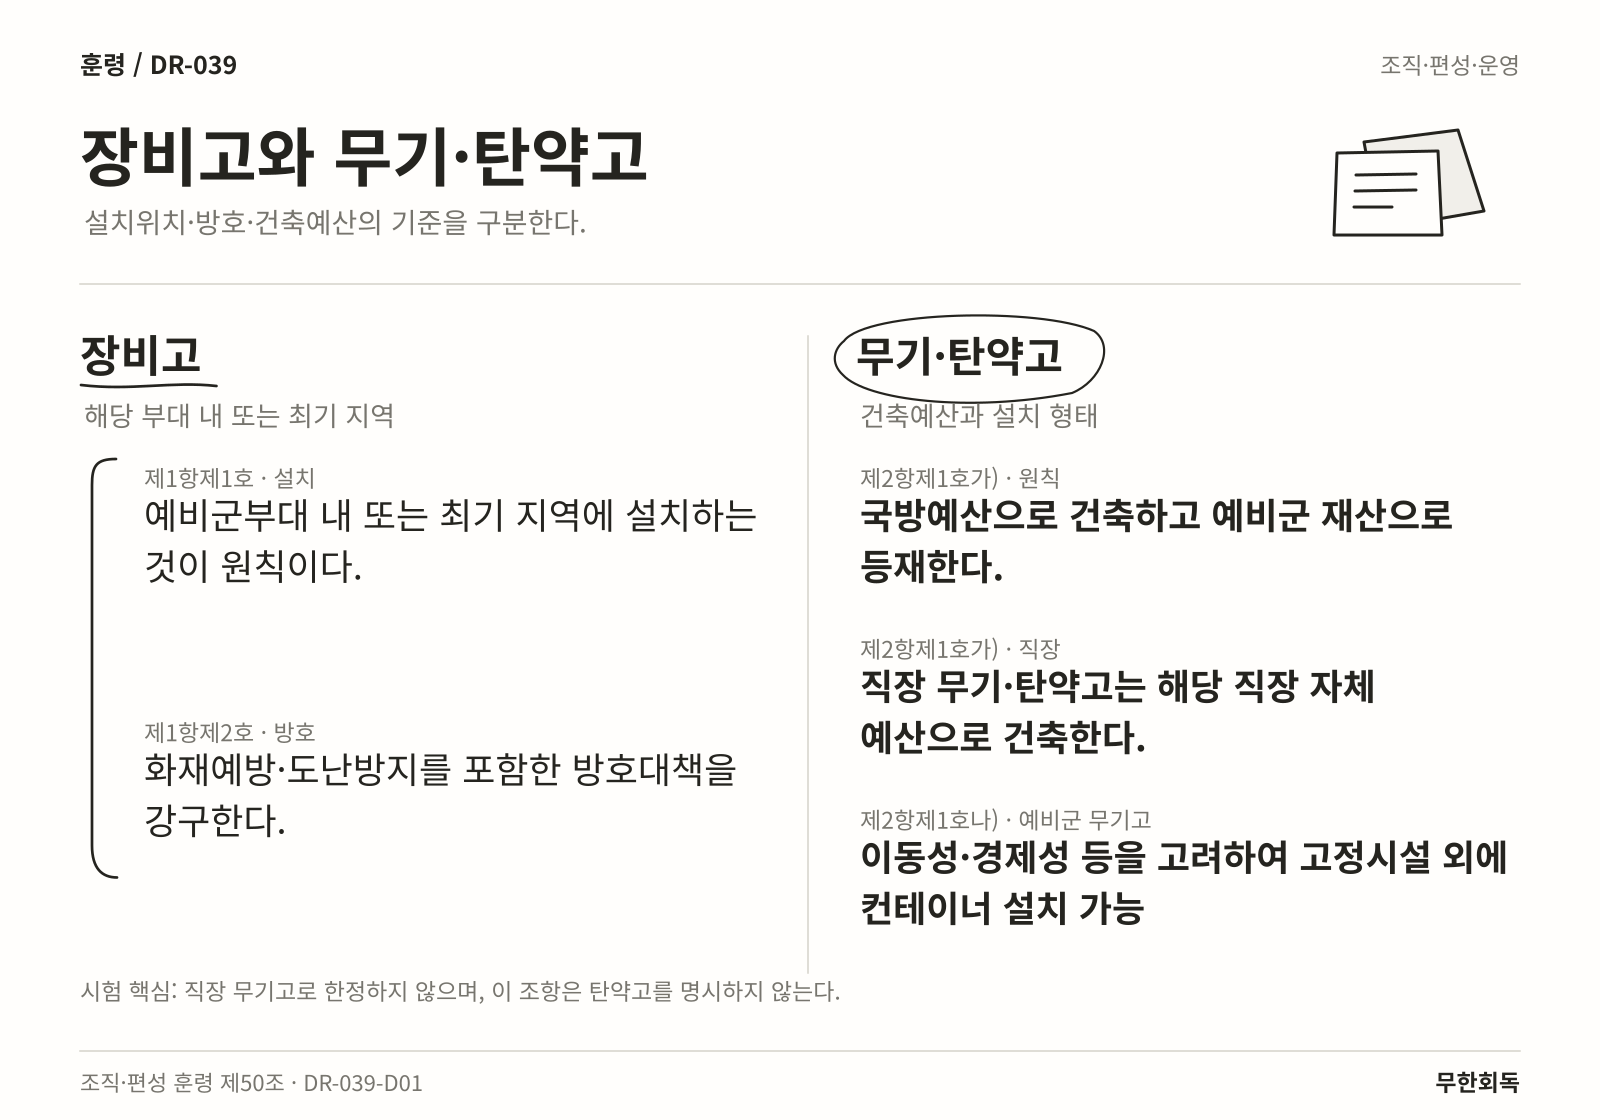 훈령 / DR-039
조직·편성·운영
장비고와 무기·탄약고
설치위치·방호·건축예산의 기준을 구분한다.
장비고
해당 부대 내 또는 최기 지역
제1항제1호 · 설치
예비군부대 내 또는 최기 지역에 설치하는
것이 원칙이다.
제1항제2호 · 방호
화재예방·도난방지를 포함한 방호대책을
강구한다.
무기·탄약고
건축예산과 설치 형태
제2항제1호가) · 원칙
국방예산으로 건축하고 예비군 재산으로
등재한다.
제2항제1호가) · 직장
직장 무기·탄약고는 해당 직장 자체
예산으로 건축한다.
제2항제1호나) · 예비군 무기고
이동성·경제성 등을 고려하여 고정시설 외에
컨테이너 설치 가능
시험 핵심: 직장 무기고로 한정하지 않으며, 이 조항은 탄약고를 명시하지 않는다.
조직·편성 훈령 제50조 · DR-039-D01
무한회독